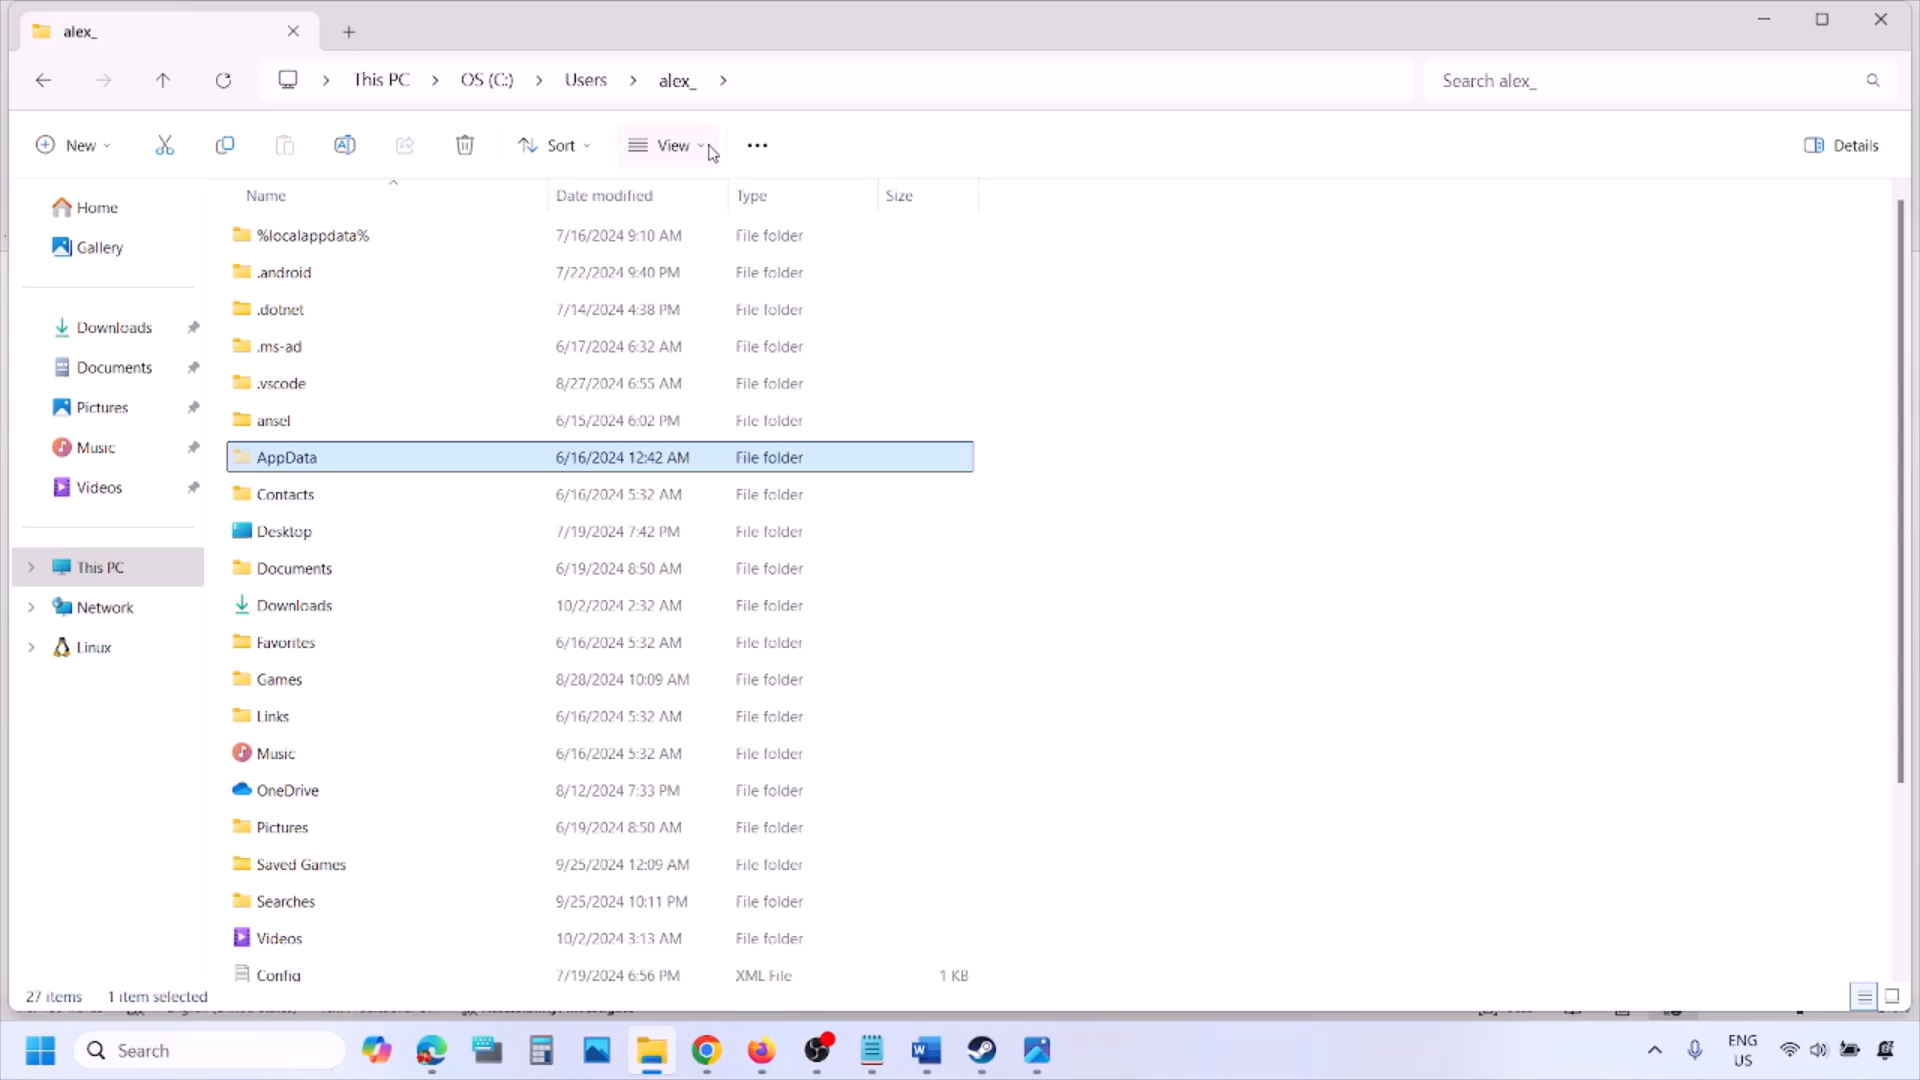 alex_
This PC
OS (C:)
Users
alex_
Search alex_
New
Sort
View
Details
Name
Date modified
Type
Size
Home
Gallery
Downloads
Documents
Pictures
Music
Videos
This PC
Network
Linux
%localappdata% 7/16/2024 9:10 AM File folder
.android 7/22/2024 9:40 PM File folder
.dotnet 7/14/2024 4:38 PM File folder
.ms-ad 6/17/2024 6:32 AM File folder
.vscode 8/27/2024 6:55 AM File folder
ansel 6/15/2024 6:02 PM File folder
AppData 6/16/2024 12:42 AM File folder
Contacts 6/16/2024 5:32 AM File folder
Desktop 7/19/2024 7:42 PM File folder
Documents 6/19/2024 8:50 AM File folder
Downloads 10/2/2024 2:32 AM File folder
Favorites 6/16/2024 5:32 AM File folder
Games 8/28/2024 10:09 AM File folder
Links 6/16/2024 5:32 AM File folder
Music 6/16/2024 5:32 AM File folder
OneDrive 8/12/2024 7:33 PM File folder
Pictures 6/19/2024 8:50 AM File folder
Saved Games 9/25/2024 12:09 AM File folder
Searches 9/25/2024 10:11 PM File folder
Videos 10/2/2024 3:13 AM File folder
Config 7/19/2024 6:56 PM XML File 1 KB
27 items 1 item selected
Search
ENG
US